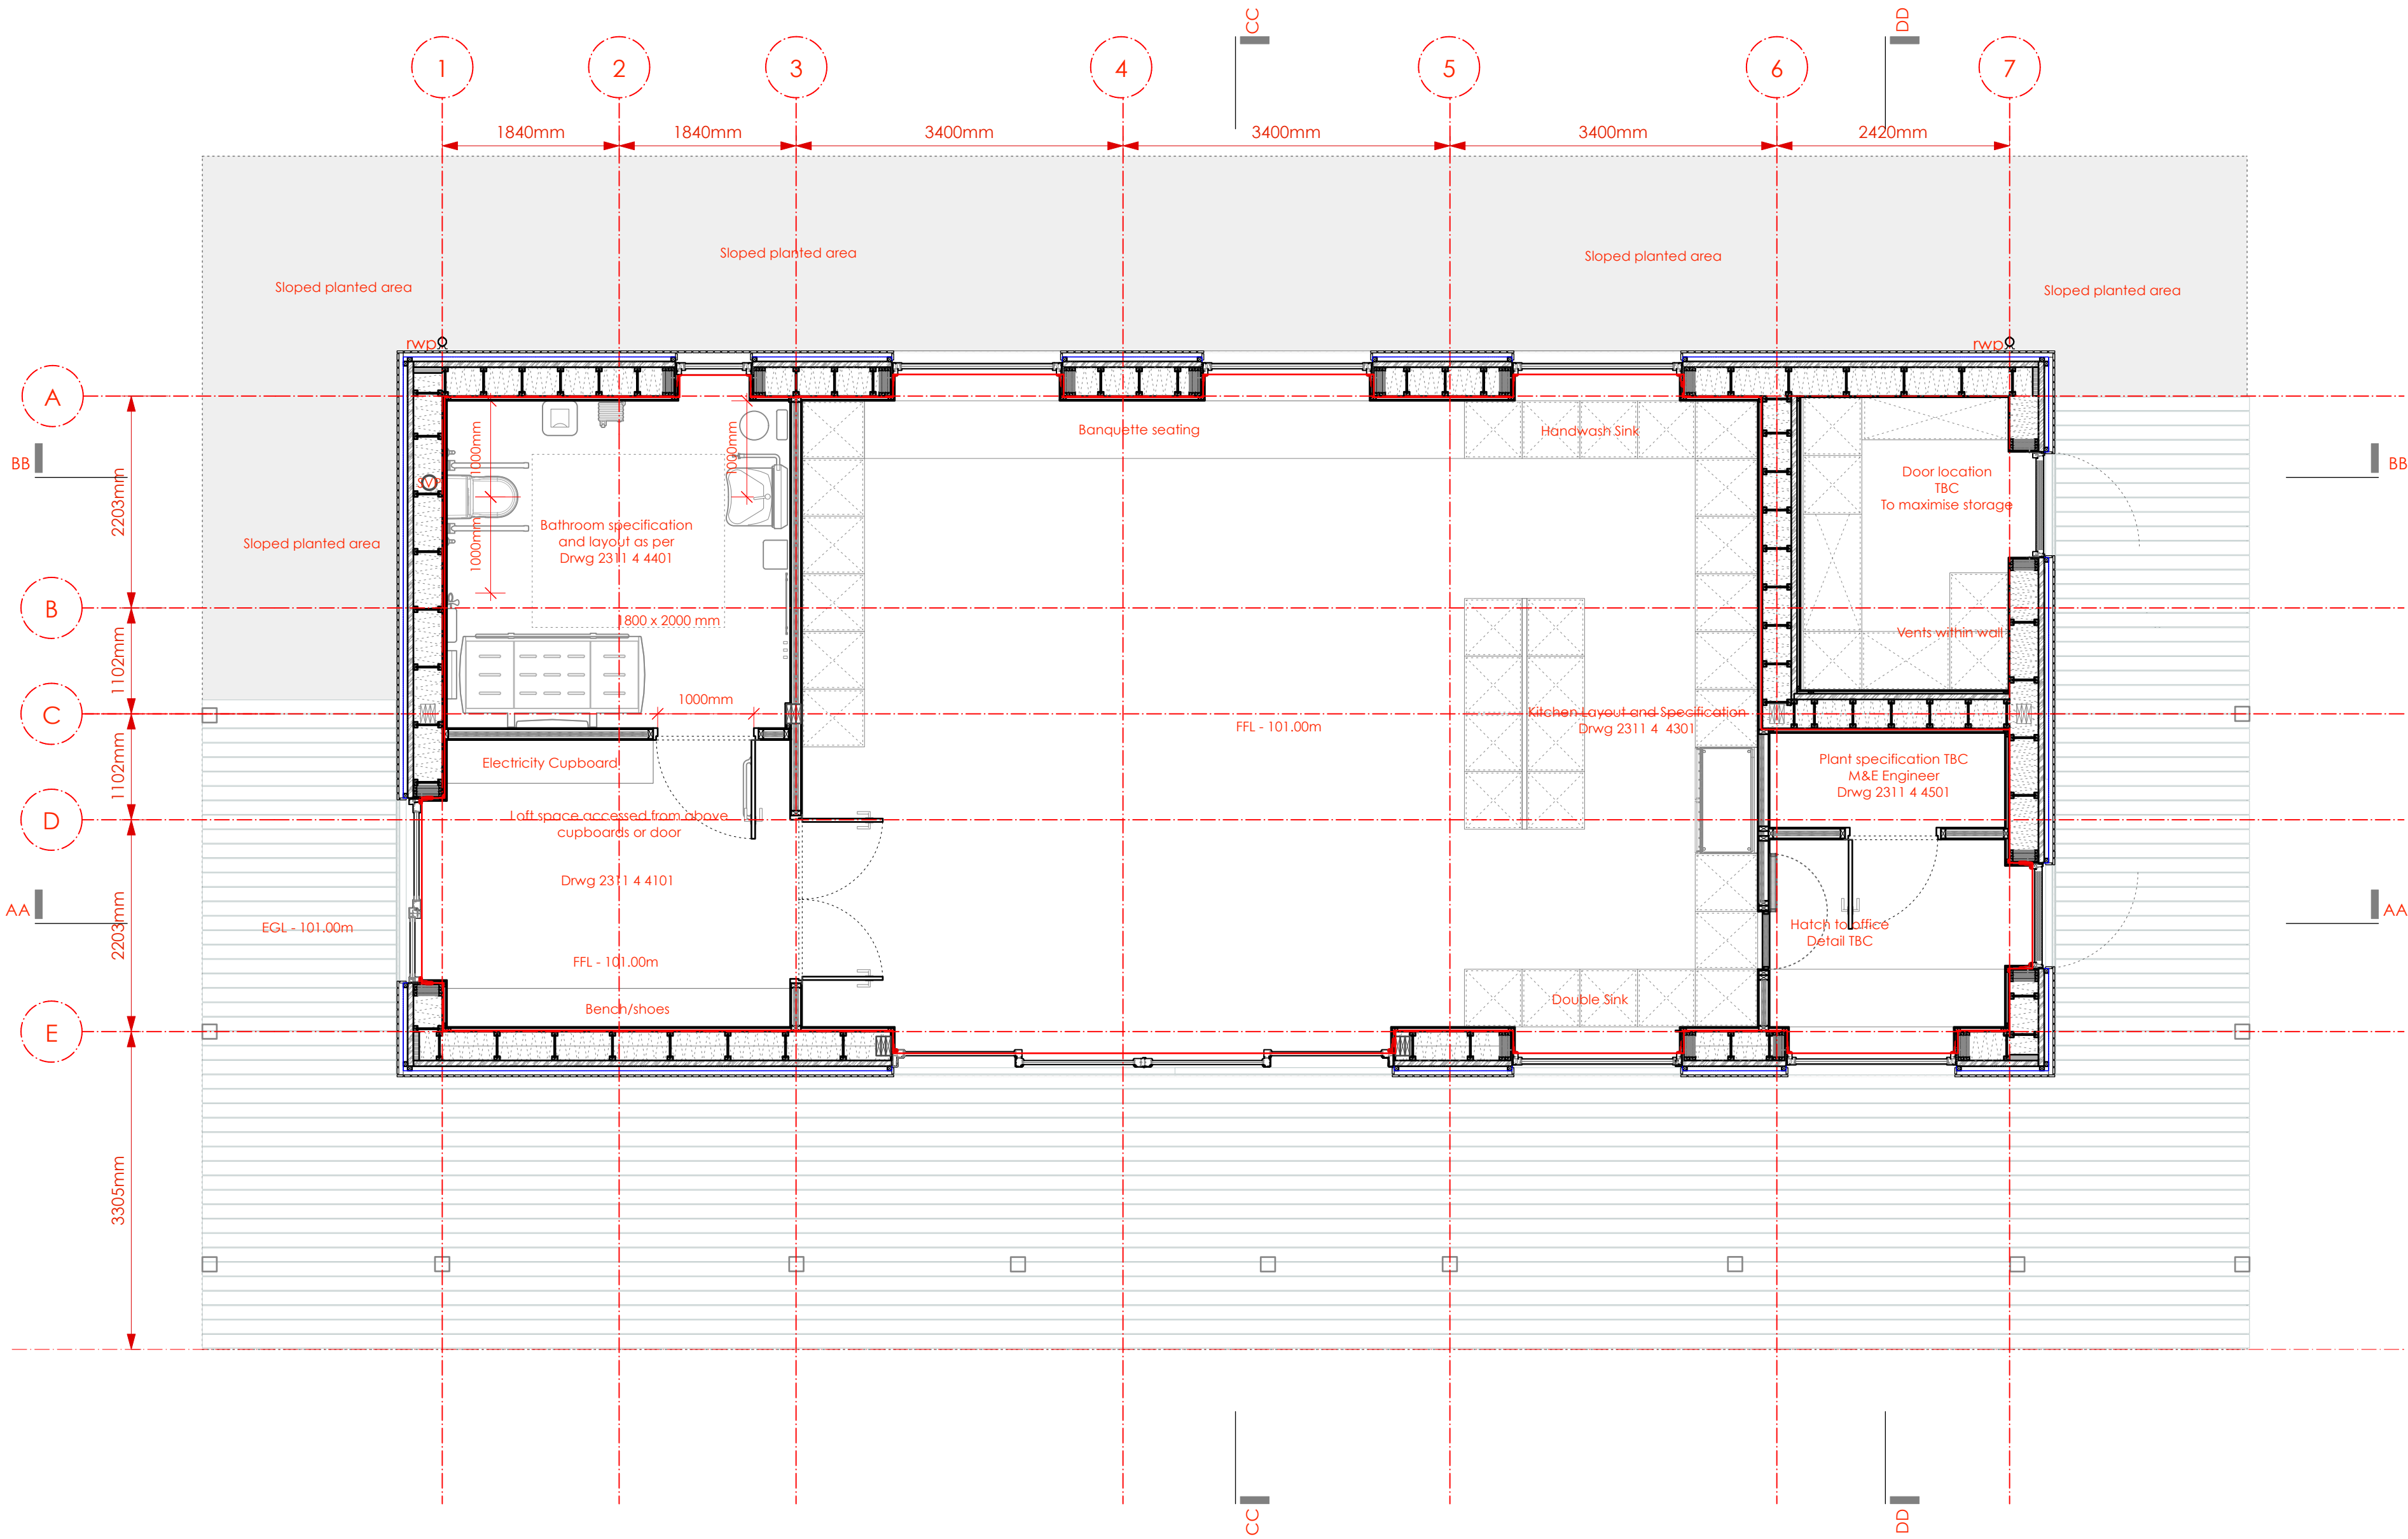 CC
DD
1
2
3
4
5
6
7
1840mm
1840mm
3400mm
3400mm
3400mm
2420mm
Sloped planted area
Sloped planted area
Sloped planted area
Sloped planted area
Sloped planted area
rwp
rwp
A
B
C
D
E
2203mm
1102mm
1102mm
2203mm
3305mm
BB
BB
AA
AA
SVP
1000mm
1000mm
1000mm
Bathroom specification
and layout as per
Drwg 2311 4 4401
1800 x 2000 mm
1000mm
Banquette seating
Handwash Sink
Door location
TBC
To maximise storage
Vents within wall
FFL - 101.00m
Kitchen Layout and Specification
Drwg 2311 4 4301
Electricity Cupboard
Loft space accessed from above
cupboards or door
Drwg 2311 4 4101
Plant specification TBC
M&E Engineer
Drwg 2311 4 4501
EGL - 101.00m
FFL - 101.00m
Hatch to office
Detail TBC
Bench/shoes
Double Sink
CC
DD